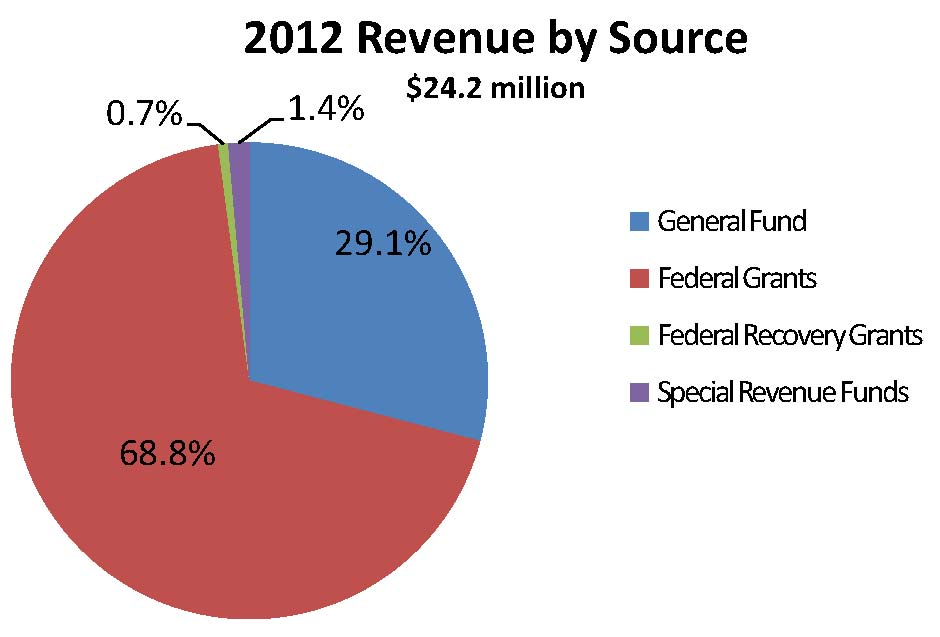 2012 Revenue by Source
$24.2 million
0.7%
1.4%
29.1%
68.8%
General Fund
Federal Grants
Federal Recovery Grants
Special Revenue Funds